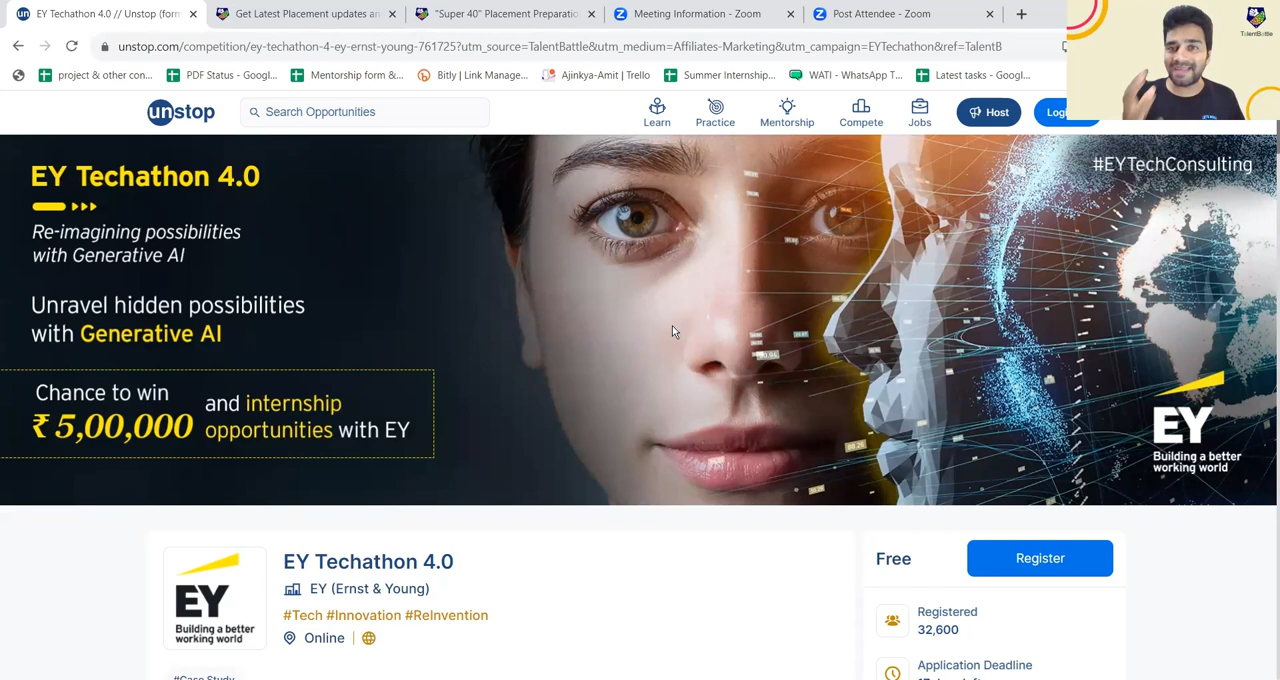 EY Techathon 4.0 // Unstop (form
Get Latest Placement updates an
"Super 40" Placement Preparatio
Meeting Information - Zoom
Post Attendee - Zoom
unstop.com/competition/ey-techathon-4-ey-ernst-young-761725?utm_source=TalentBattle&utm_medium=Affiliates-Marketing&utm_campaign=EYTechathon&ref=TalentB
TalentBattle
project & other con...
PDF Status - Googl...
Mentorship form &...
Bitly | Link Manage...
Ajinkya-Amit | Trello
Summer Internship...
WATI - WhatsApp T...
Latest tasks - Googl...
unstop
Search Opportunities
Learn
Practice
Mentorship
Compete
Jobs
Host
Log
EY Techathon 4.0
#EYTechConsulting
Re-imagining possibilities
with Generative AI
Unravel hidden possibilities
with Generative AI
Chance to win
₹ 5,00,000
and internship
opportunities with EY
EY
Building a better
working world
EY
Building a better
working world
EY Techathon 4.0
EY (Ernst & Young)
#Tech #Innovation #ReInvention
Online
#Case Study
Free
Register
Registered
32,600
Application Deadline